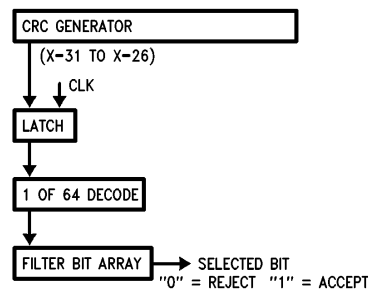 CRC GENERATOR
(X-31 TO X-26)
CLK
LATCH
1 OF 64 DECODE
FILTER BIT ARRAY
SELECTED BIT
"0" = REJECT "1" = ACCEPT